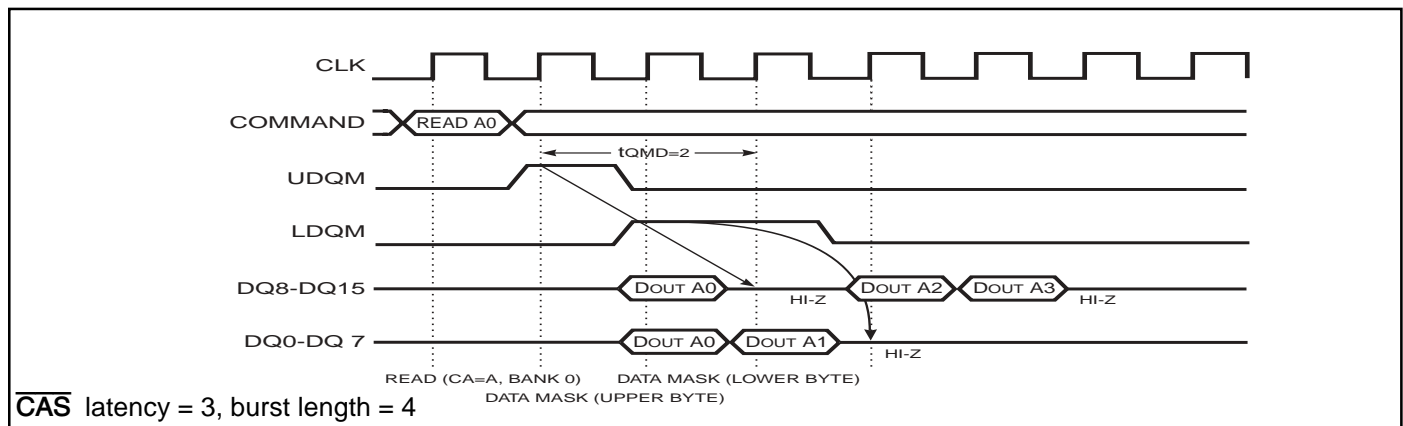 CLK
COMMAND READ A0
tQMD=2
UDQM
LDQM
DQ8-DQ15 DOUT A0 HI-Z DOUT A2 DOUT A3 HI-Z
DQ0-DQ 7 DOUT A0 DOUT A1 HI-Z
READ (CA=A, BANK 0) DATA MASK (LOWER BYTE)
DATA MASK (UPPER BYTE)
CAS latency = 3, burst length = 4